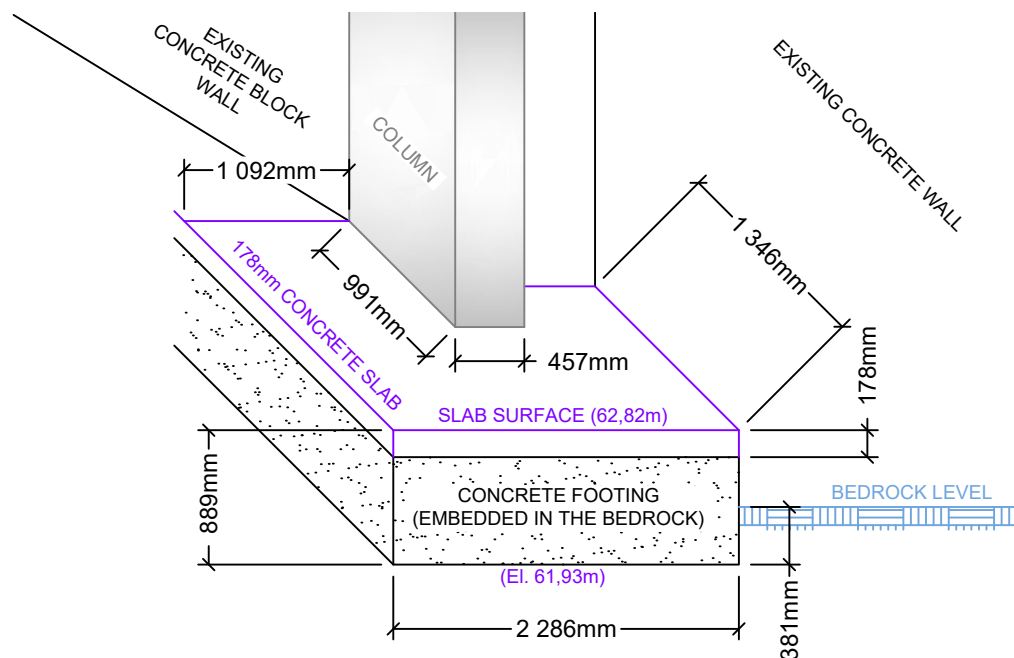 EXISTING
CONCRETE BLOCK
WALL
EXISTING CONCRETE WALL
COLUMN
1 092mm
1 346mm
991mm
178mm CONCRETE SLAB
457mm
178mm
SLAB SURFACE (62,82m)
889mm
CONCRETE FOOTING
(EMBEDDED IN THE BEDROCK)
BEDROCK LEVEL
(El. 61,93m)
381mm
2 286mm